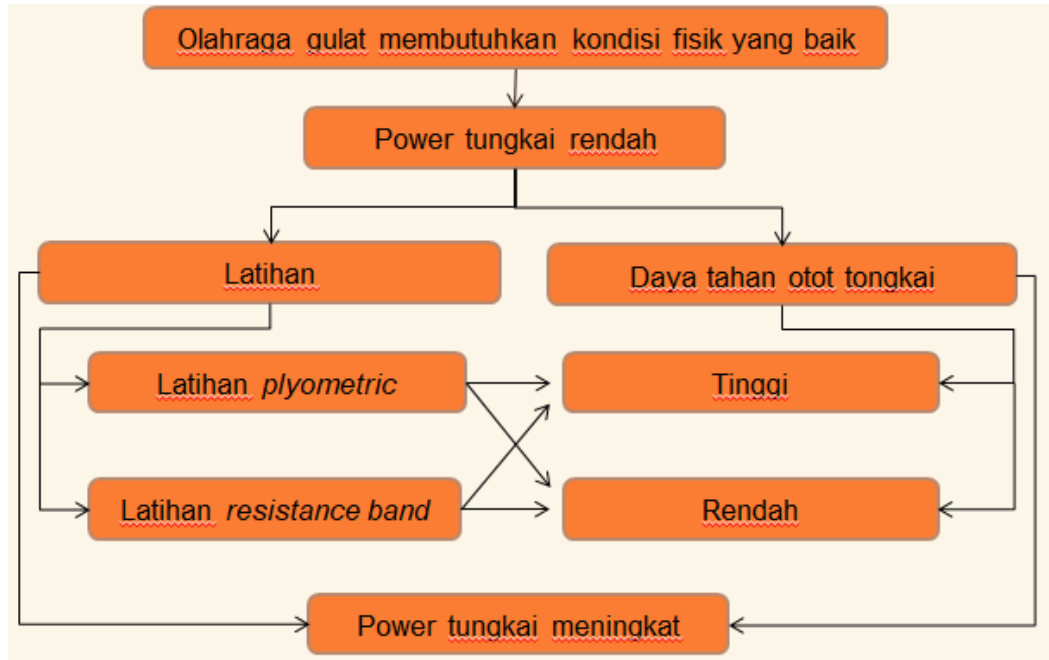 Olahraga gulat membutuhkan kondisi fisik yang baik
Power tungkai rendah
Latihan
Daya tahan otot tongkai
Latihan plyometric
Tinggi
Latihan resistance band
Rendah
Power tungkai meningkat